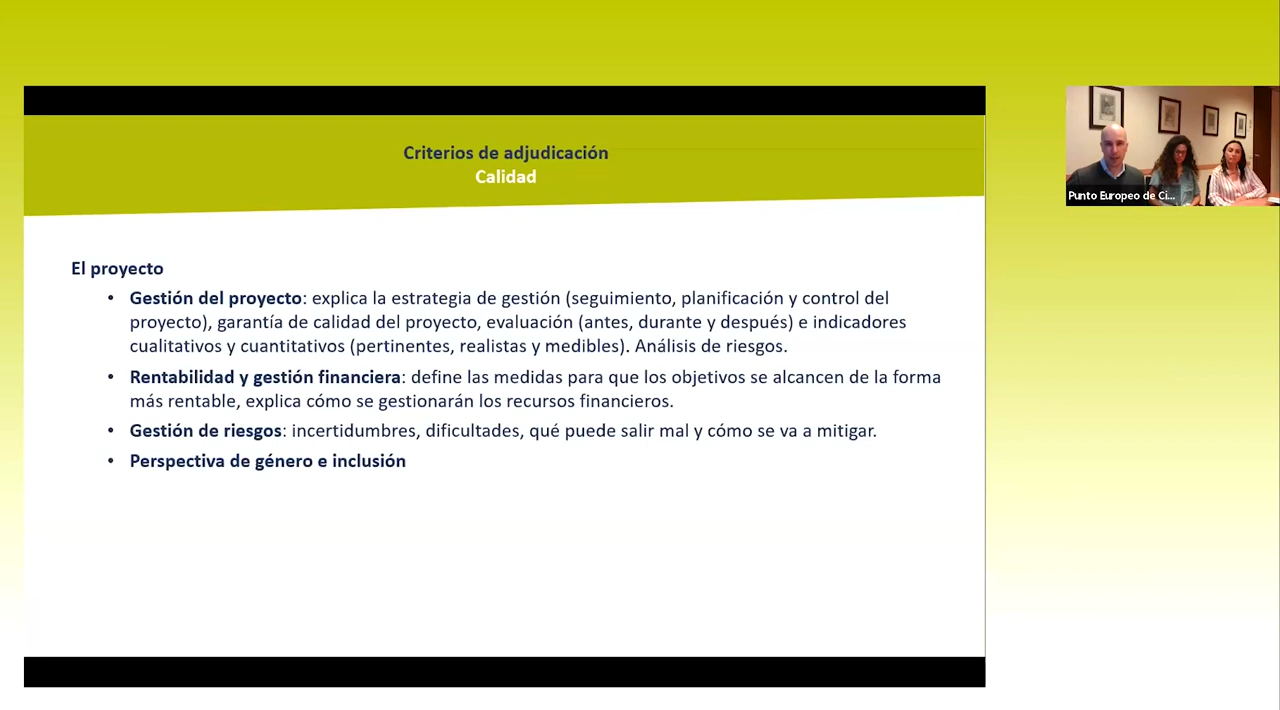 Criterios de adjudicación
Calidad
Punto Europeo de Ci...
El proyecto
• Gestión del proyecto: explica la estrategia de gestión (seguimiento, planificación y control del
proyecto), garantía de calidad del proyecto, evaluación (antes, durante y después) e indicadores
cualitativos y cuantitativos (pertinentes, realistas y medibles). Análisis de riesgos.
• Rentabilidad y gestión financiera: define las medidas para que los objetivos se alcancen de la forma
más rentable, explica cómo se gestionarán los recursos financieros.
• Gestión de riesgos: incertidumbres, dificultades, qué puede salir mal y cómo se va a mitigar.
• Perspectiva de género e inclusión